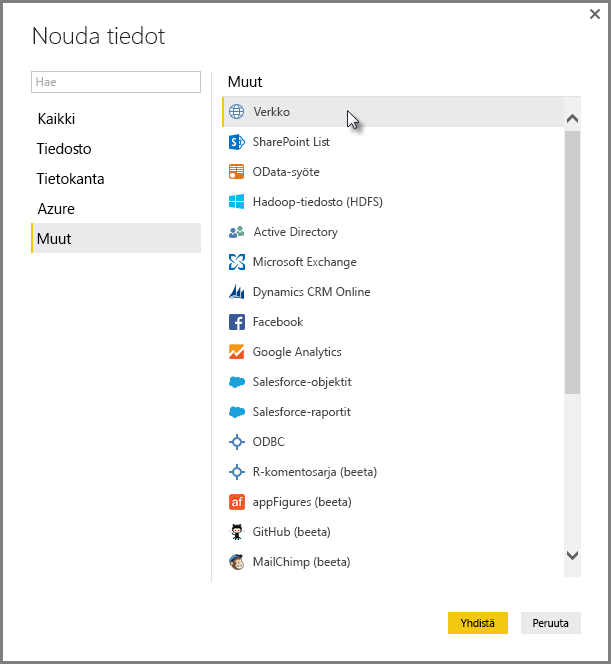 Nouda tiedot
Hae
Kaikki
Tiedosto
Tietokanta
Azure
Muut
Muut
Verkko
SharePoint List
OData-syöte
Hadoop-tiedosto (HDFS)
Active Directory
Microsoft Exchange
Dynamics CRM Online
Facebook
Google Analytics
Salesforce-objektit
Salesforce-raportit
ODBC
R-komentosarja (beeta)
appFigures (beeta)
GitHub (beeta)
MailChimp (beeta)
Yhdistä
Peruuta